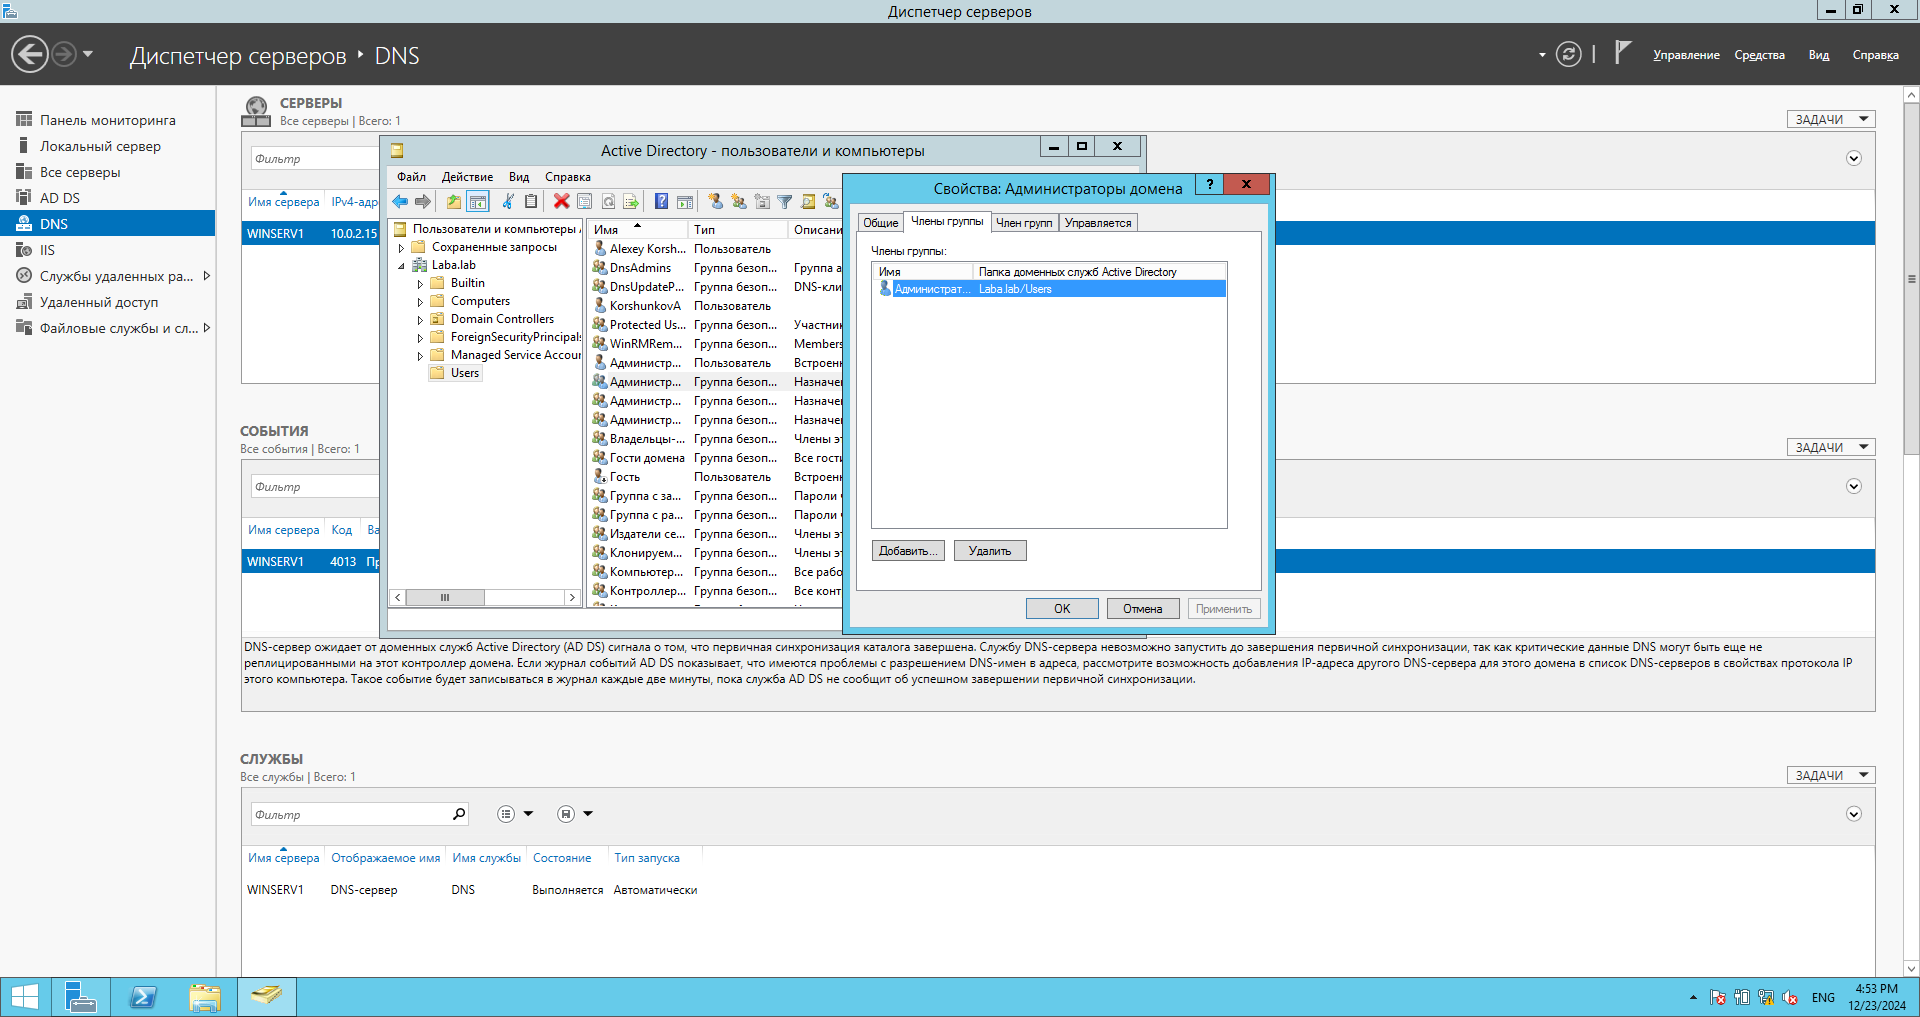 Диспетчер серверов
Диспетчер серверов ‣ DNS
Управление Средства Вид Справка
Панель мониторинга
Локальный сервер
Все серверы
AD DS
DNS
IIS
Службы удаленных ра...
Удаленный доступ
Файловые службы и сл...
СЕРВЕРЫ
Все серверы | Всего: 1
ЗАДАЧИ
Фильтр
Имя сервера IPv4-адр
WINSERV1 10.0.2.15
СОБЫТИЯ
Все события | Всего: 1
ЗАДАЧИ
Фильтр
Имя сервера Код Ва
WINSERV1 4013 Пр
DNS-сервер ожидает от доменных служб Active Directory (AD DS) сигнала о том, что первичная синхронизация каталога завершена. Службу DNS-сервера невозможно запустить до завершения первичной синхронизации, так как критические данные DNS могут быть еще не
реплицированными на этот контроллер домена. Если журнал событий AD DS показывает, что имеются проблемы с разрешением DNS-имен в адреса, рассмотрите возможность добавления IP-адреса другого DNS-сервера для этого домена в список DNS-серверов в свойствах протокола IP
этого компьютера. Такое событие будет записываться в журнал каждые две минуты, пока служба AD DS не сообщит об успешном завершении первичной синхронизации.
СЛУЖБЫ
Все службы | Всего: 1
ЗАДАЧИ
Фильтр
Имя сервера Отображаемое имя Имя службы Состояние Тип запуска
WINSERV1 DNS-сервер DNS Выполняется Автоматически
Active Directory - пользователи и компьютеры
Файл Действие Вид Справка
Пользователи и компьютеры
Сохраненные запросы
Laba.lab
Builtin
Computers
Domain Controllers
ForeignSecurityPrincipals
Managed Service Accour
Users
Имя Тип Описани
Alexey Korsh... Пользователь
DnsAdmins Группа безоп... Группа а
DnsUpdateP... Группа безоп... DNS-кли
KorshunkovA Пользователь
Protected Us... Группа безоп... Участник
WinRMRem... Группа безоп... Members
Администр... Пользователь Встроенн
Администр... Группа безоп... Назначен
Администр... Группа безоп... Назначен
Администр... Группа безоп... Назначен
Владельцы-... Группа безоп... Члены эт
Гости домена Группа безоп... Все гости
Гость Пользователь Встроенн
Группа с за... Группа безоп... Пароли
Группа с ра... Группа безоп... Пароли
Издатели се... Группа безоп... Члены эт
Клонируем... Группа безоп... Члены эт
Компьютер... Группа безоп... Все рабо
Контроллер... Группа безоп... Все конт
Свойства: Администраторы домена
? X
Общие Члены группы Член групп Управляется
Члены группы:
Имя Папка доменных служб Active Directory
Администрат... Laba.lab/Users
Добавить... Удалить
OK Отмена Применить
ENG
4:53 PM
12/23/2024